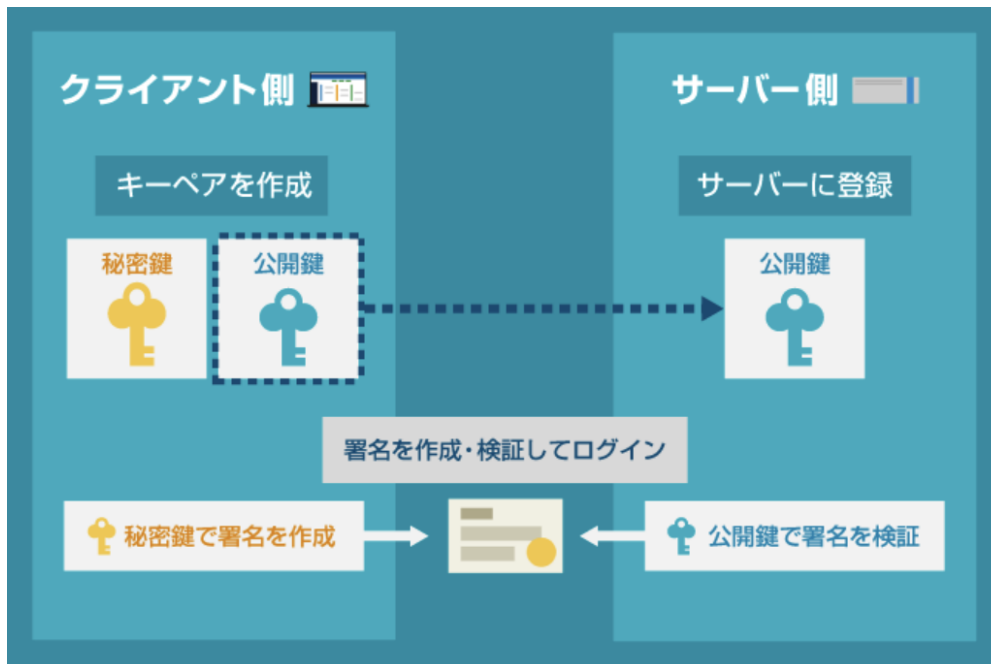 クライアント側
サーバー側
キーペアを作成
サーバーに登録
秘密鍵
公開鍵
公開鍵
署名を作成・検証してログイン
秘密鍵で署名を作成
公開鍵で署名を検証